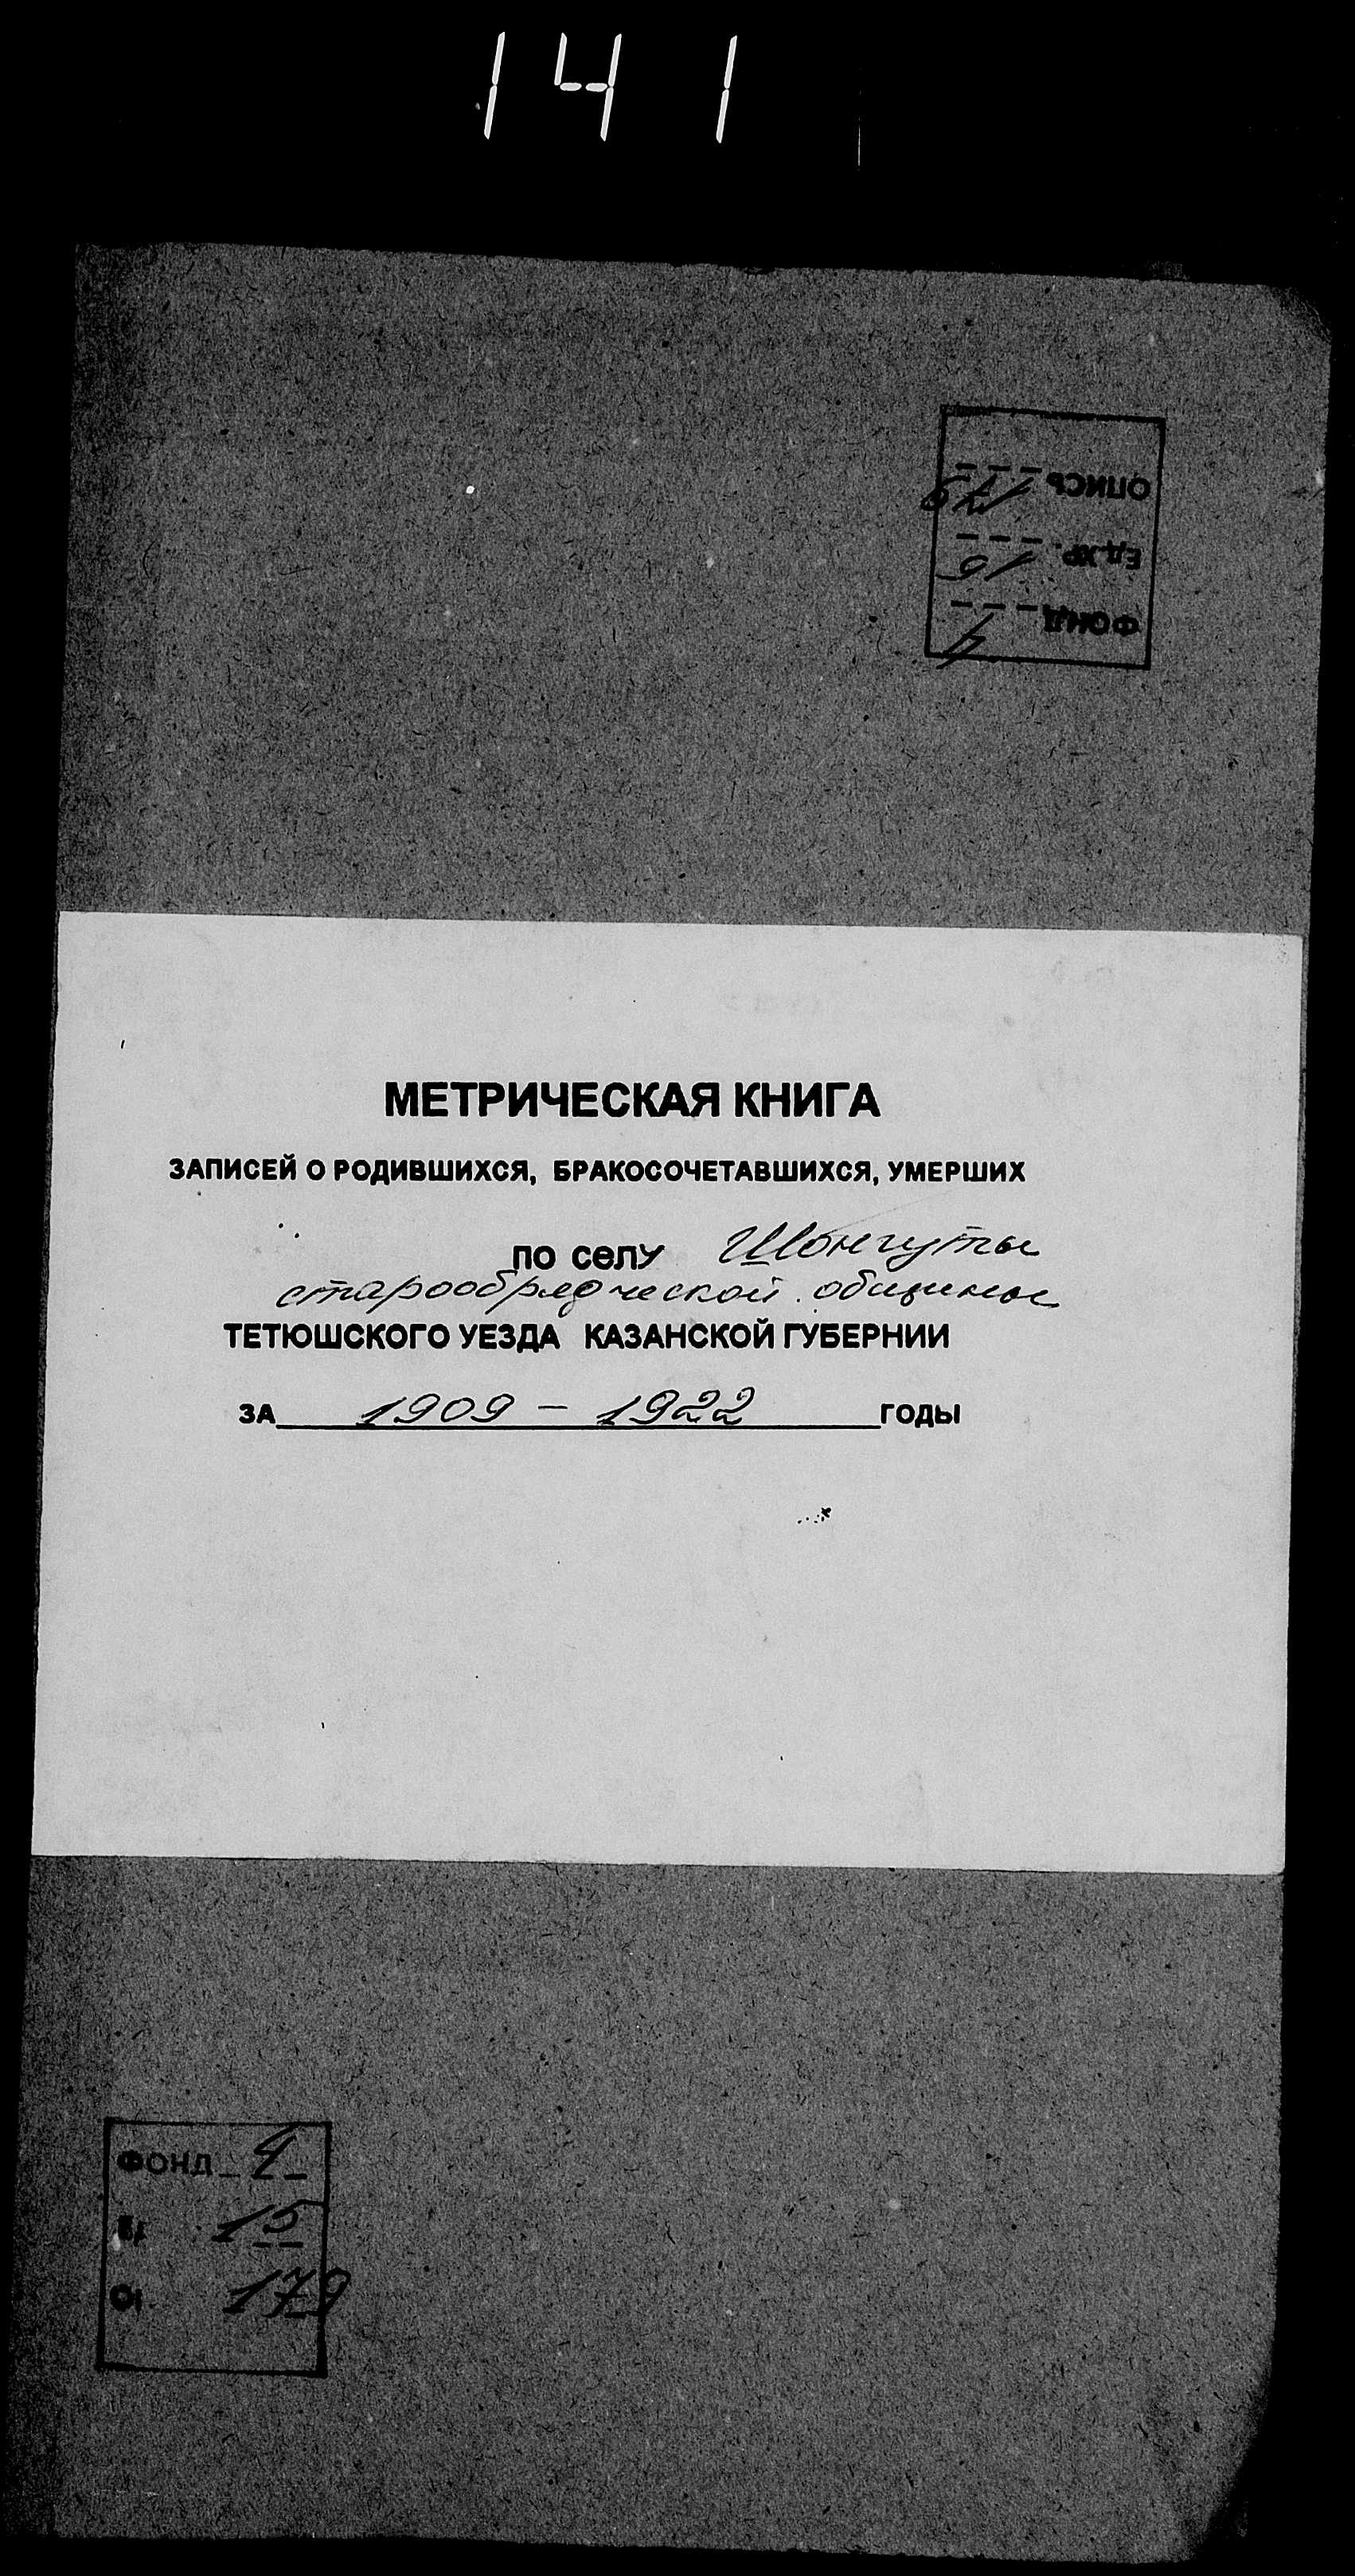 141
ОПИСЬ
ЕД.ХР.
ФОНД 4
МЕТРИЧЕСКАЯ КНИГА
ЗАПИСЕЙ О РОДИВШИХСЯ, БРАКОСОЧЕТАВШИХСЯ, УМЕРШИХ
ПО СЕЛУ Шонгуты
старообрядческой общины
ТЕТЮШСКОГО УЕЗДА КАЗАНСКОЙ ГУБЕРНИИ
ЗА 1909 - 1922 ГОДЫ
ФОНД 4
15
179